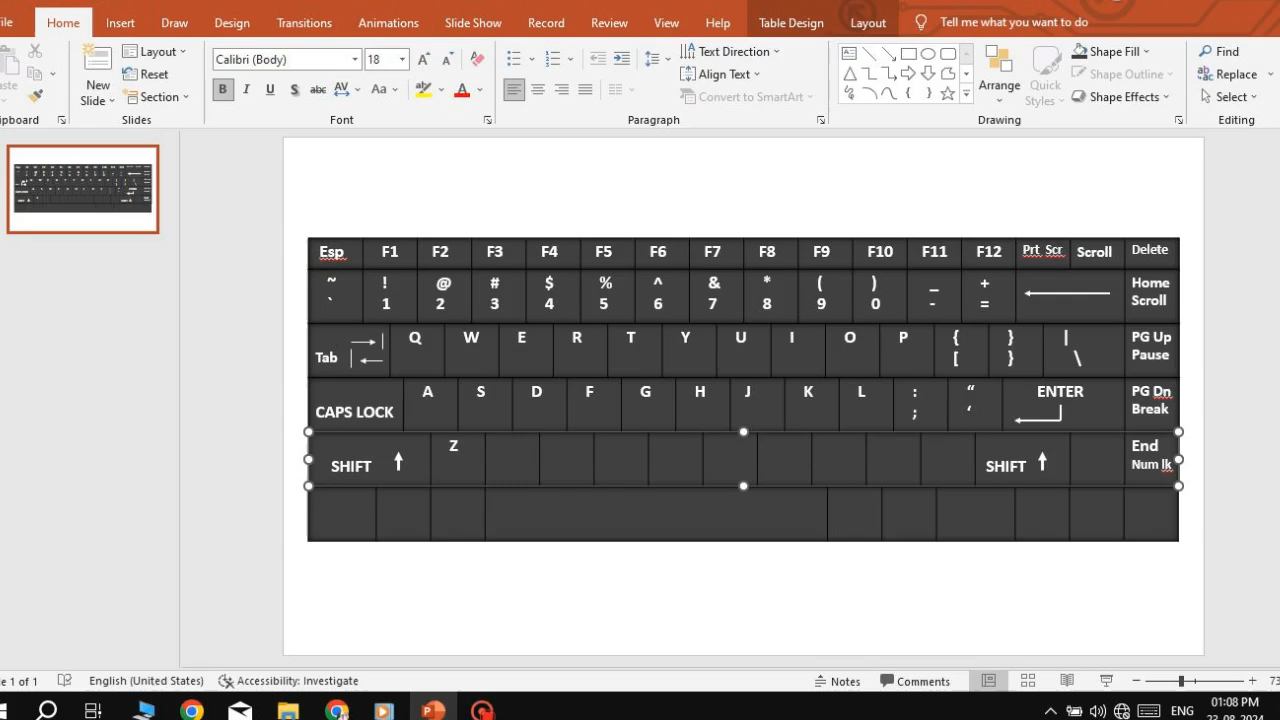 File Home Insert Draw Design Transitions Animations Slide Show Record Review View Help Table Design Layout Tell me what you want to do
Layout
Reset
Section
New
Slide
Slides
Calibri (Body) 18
B I U S abc AV Aa A
Font
Text Direction
Align Text
Convert to SmartArt
Paragraph
Arrange
Quick
Styles
Shape Fill
Shape Outline
Shape Effects
Drawing
Find
Replace
Select
Editing
Esp F1 F2 F3 F4 F5 F6 F7 F8 F9 F10 F11 F12 Prt Scr Scroll Delete
~ ! @ # $ % ^ & * ( ) _ + Home
` 1 2 3 4 5 6 7 8 9 0 - = Scroll
Q W E R T Y U I O P { } | PG Up
Tab [ } \ Pause
A S D F G H J K L : “ ENTER PG Dn
CAPS LOCK ; ‘ Break
Z End
SHIFT SHIFT Num lk
English (United States) Accessibility: Investigate Notes Comments
ENG 01:08 PM